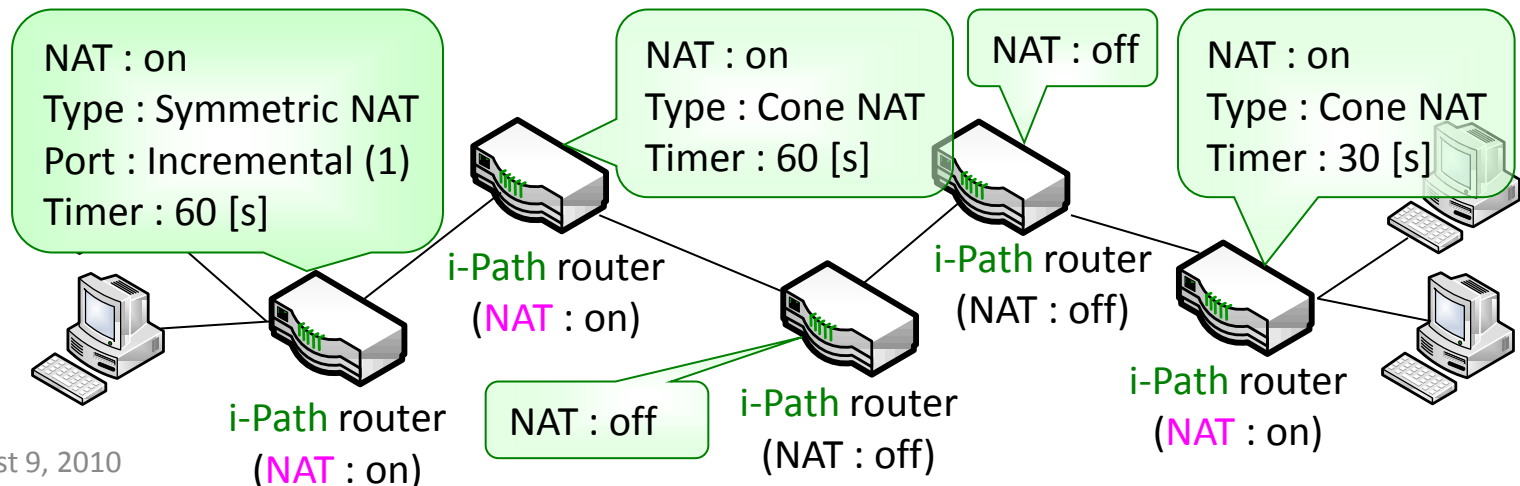 NAT : on
Type : Symmetric NAT
Port : Incremental (1)
Timer : 60 [s]
NAT : on
Type : Cone NAT
Timer : 60 [s]
NAT : off
NAT : on
Type : Cone NAT
Timer : 30 [s]
i-Path router
(NAT : on)
i-Path router
(NAT : on)
NAT : off
i-Path router
(NAT : off)
i-Path router
(NAT : off)
i-Path router
(NAT : on)
9, 2010